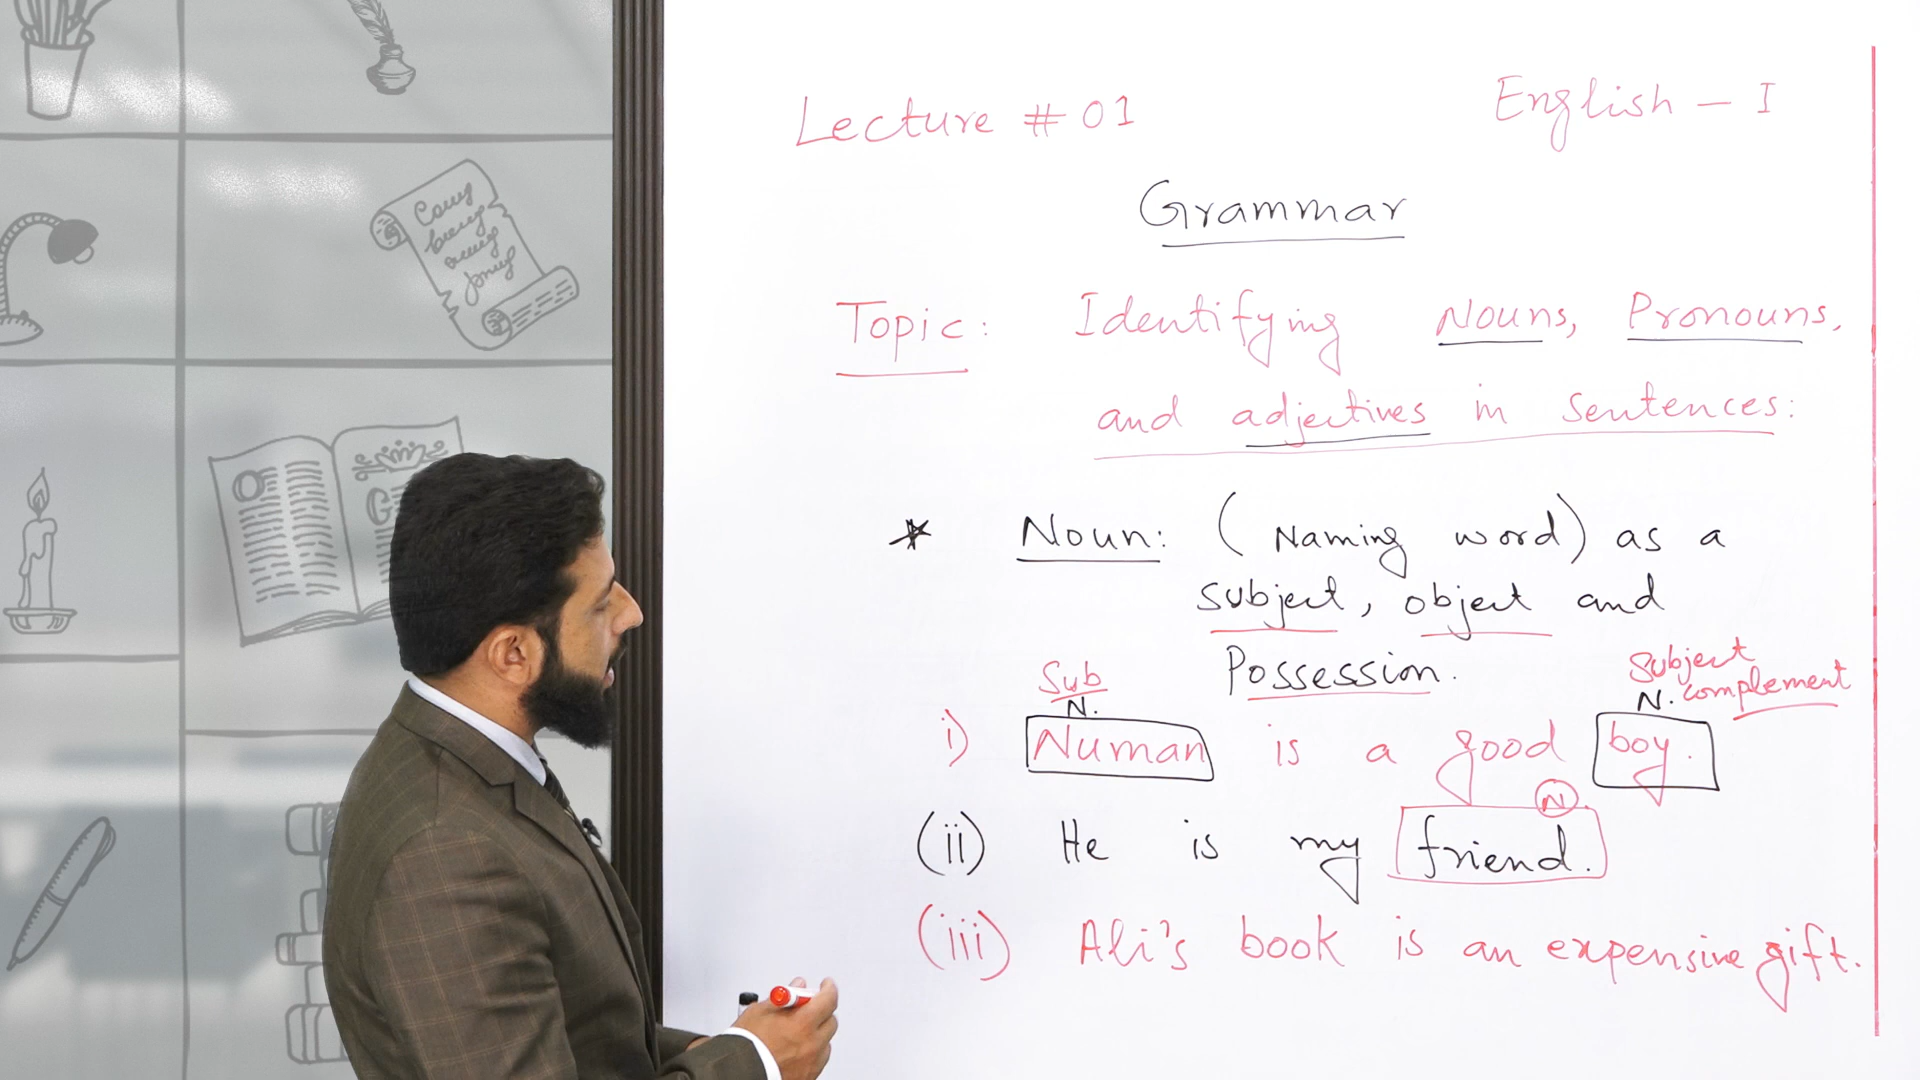 Lecture # 01
English - I
Grammar
Topic: Identifying Nouns, Pronouns,
and adjectives in sentences:
* Noun: (Naming word) as a
subject, object and
Possession.
Sub
N.
Subject
N. complement
i) Numan is a good boy.
N
(ii) He is my friend.
(iii) Ali's book is an expensive gift.